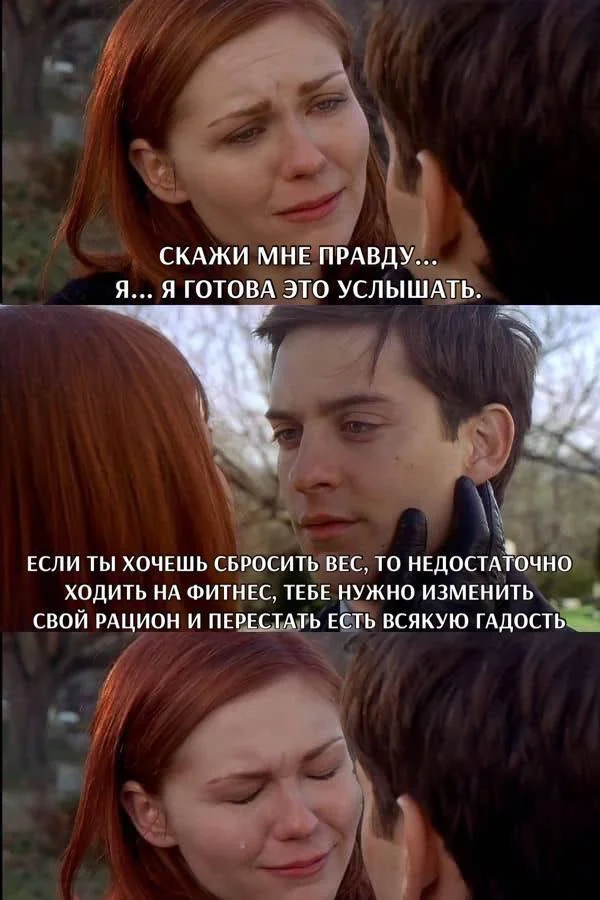 СКАЖИ МНЕ ПРАВДУ...
Я... Я ГОТОВА ЭТО УСЛЫШАТЬ.
ЕСЛИ ТЫ ХОЧЕШЬ СБРОСИТЬ ВЕС, ТО НЕДОСТАТОЧНО
ХОДИТЬ НА ФИТНЕС, ТЕБЕ НУЖНО ИЗМЕНИТЬ
СВОЙ РАЦИОН И ПЕРЕСТАТЬ ЕСТЬ ВСЯКУЮ ГАДОСТЬ